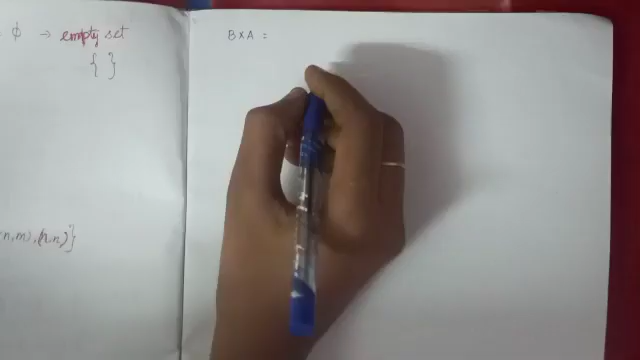 ϕ → empty set
{ }
n,m),(n,n)}
B×A =